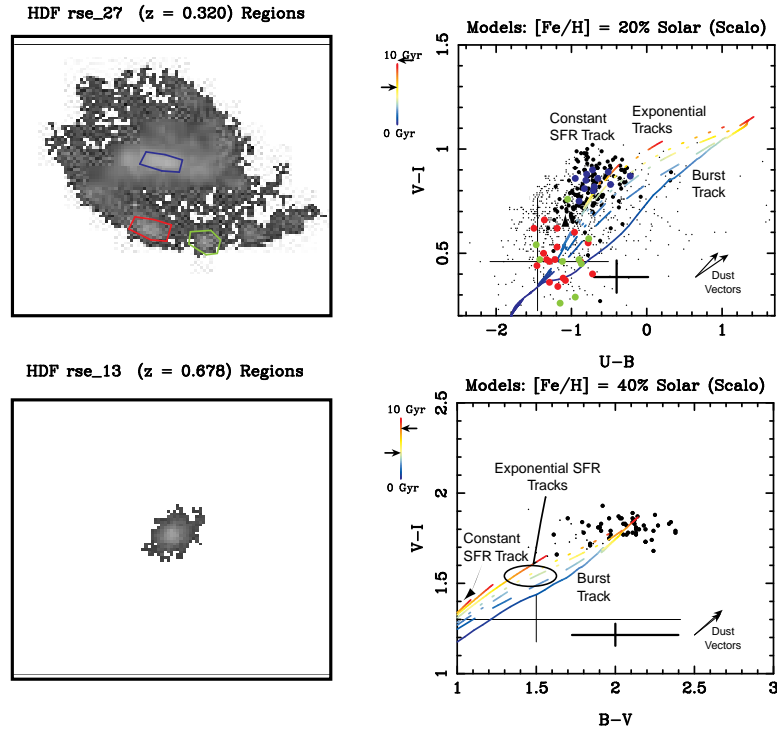 HDF rse_27 (z = 0.320) Regions
Models: [Fe/H] = 20% Solar (Scalo)
10 Gyr
0 Gyr
1.5
1
0.5
V-I
Constant
SFR Track
Exponential
Tracks
Burst
Track
Dust
Vectors
-2
-1
0
1
U-B
HDF rse_13 (z = 0.678) Regions
Models: [Fe/H] = 40% Solar (Scalo)
10 Gyr
0 Gyr
2.5
2
1.5
1
V-I
Exponential SFR
Tracks
Constant
SFR Track
Burst
Track
Dust
Vectors
1
1.5
2
2.5
3
B-V